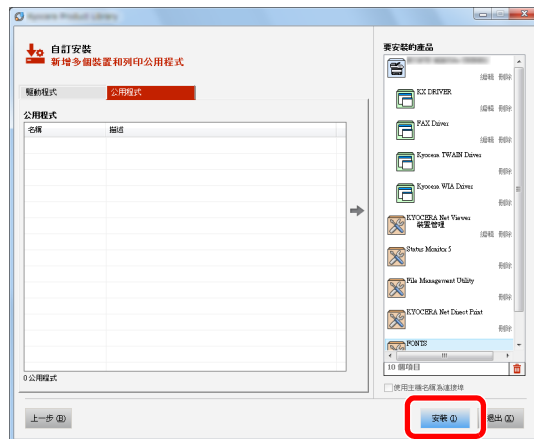 Kyocera Product Library
自訂安裝
新增多個裝置和列印公用程式
驅動程式
公用程式
公用程式
名稱
描述
0 公用程式
要安裝的產品
編輯 刪除
KX DRIVER
編輯 刪除
FAX Driver
編輯 刪除
Kyocera TWAIN Driver
刪除
Kyocera WIA Driver
刪除
KYOCERA Net Viewer
裝置管理
編輯 刪除
Status Monitor 5
刪除
File Management Utility
刪除
KYOCERA Net Direct Print
刪除
FONTS
10 個項目
使用主機名稱為連接埠
上一步 (B)
安裝 (I)
退出 (X)